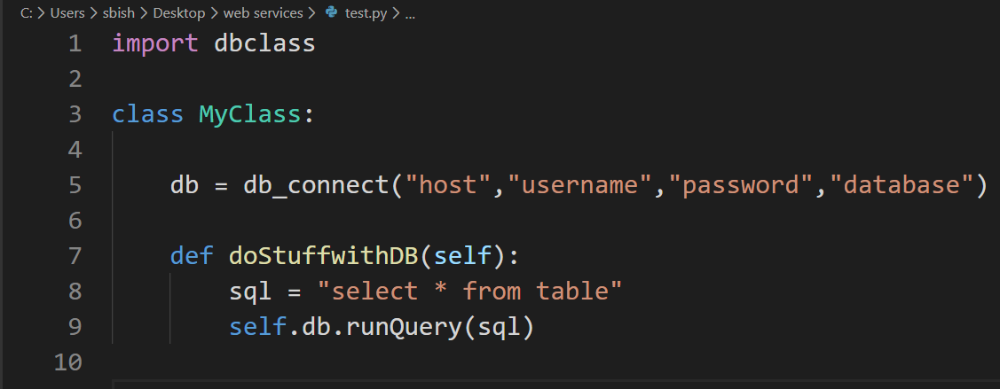 C: > Users > sbish > Desktop > web services > test.py > ...
1 import dbclass
2
3 class MyClass:
4
5     db = db_connect("host","username","password","database")
6
7     def doStuffwithDB(self):
8         sql = "select * from table"
9         self.db.runQuery(sql)
10